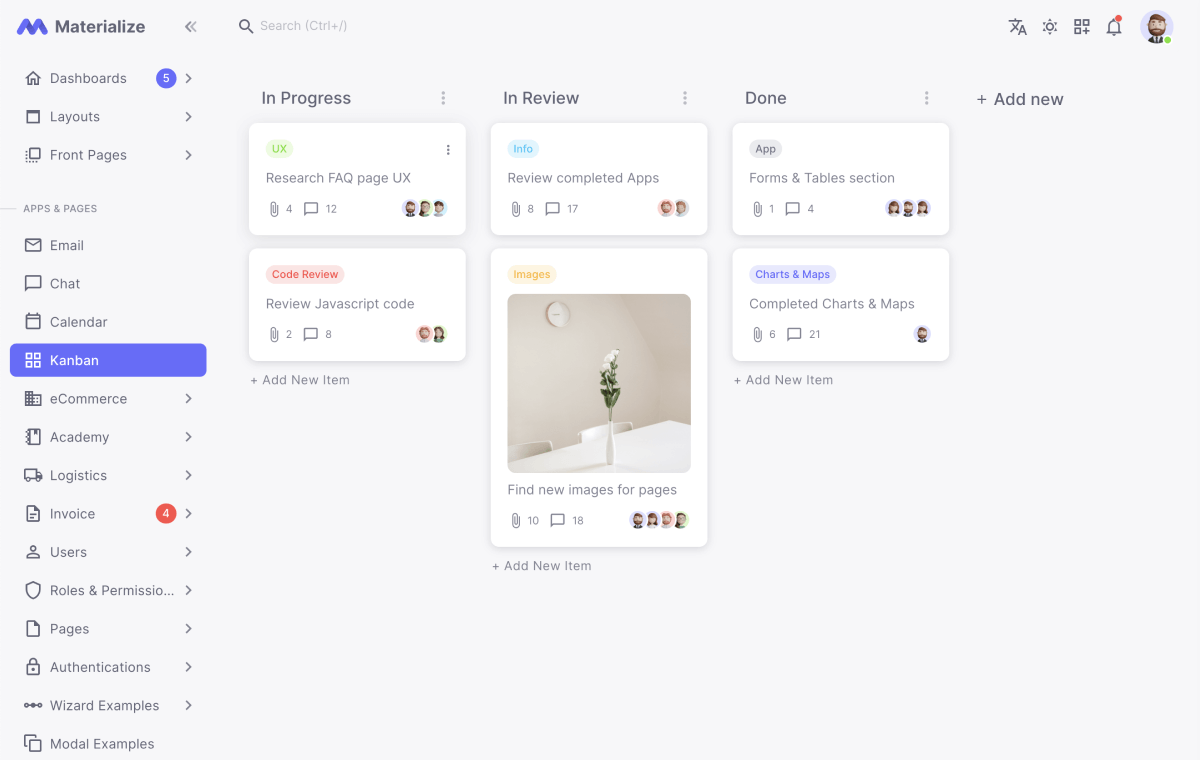 Materialize
Search (Ctrl+/)
Dashboards 5
Layouts
Front Pages
APPS & PAGES
Email
Chat
Calendar
Kanban
eCommerce
Academy
Logistics
Invoice 4
Users
Roles & Permissio...
Pages
Authentications
Wizard Examples
Modal Examples
In Progress
UX
Research FAQ page UX
4 12
Code Review
Review Javascript code
2 8
+ Add New Item
In Review
Info
Review completed Apps
8 17
Images
Find new images for pages
10 18
+ Add New Item
Done
App
Forms & Tables section
1 4
Charts & Maps
Completed Charts & Maps
6 21
+ Add New Item
+ Add new